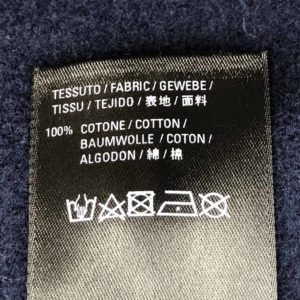 TESSUTO / FABRIC / GEWEBE /
TISSU / TEJIDO / 表地 / 面料
100% COTONE / COTTON /
BAUMWOLLE / COTON /
ALGODON / 綿 / 棉